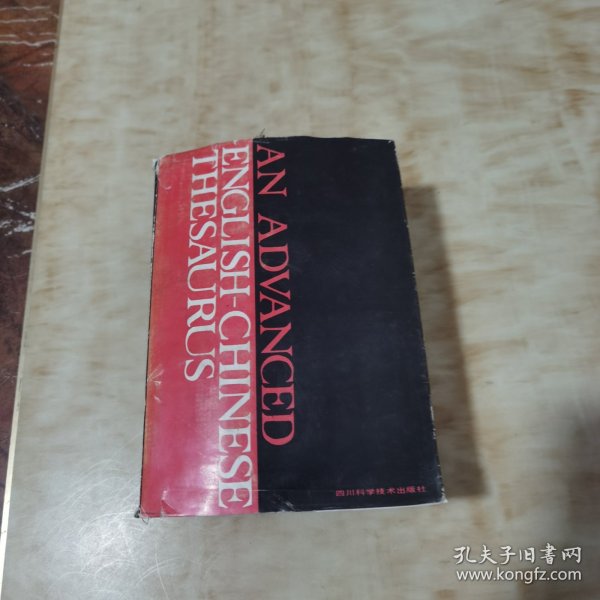 AN ADVANCED
ENGLISH-CHINESE
THESAURUS
四川科学技术出版社
孔夫子旧书网
www.kongfz.com